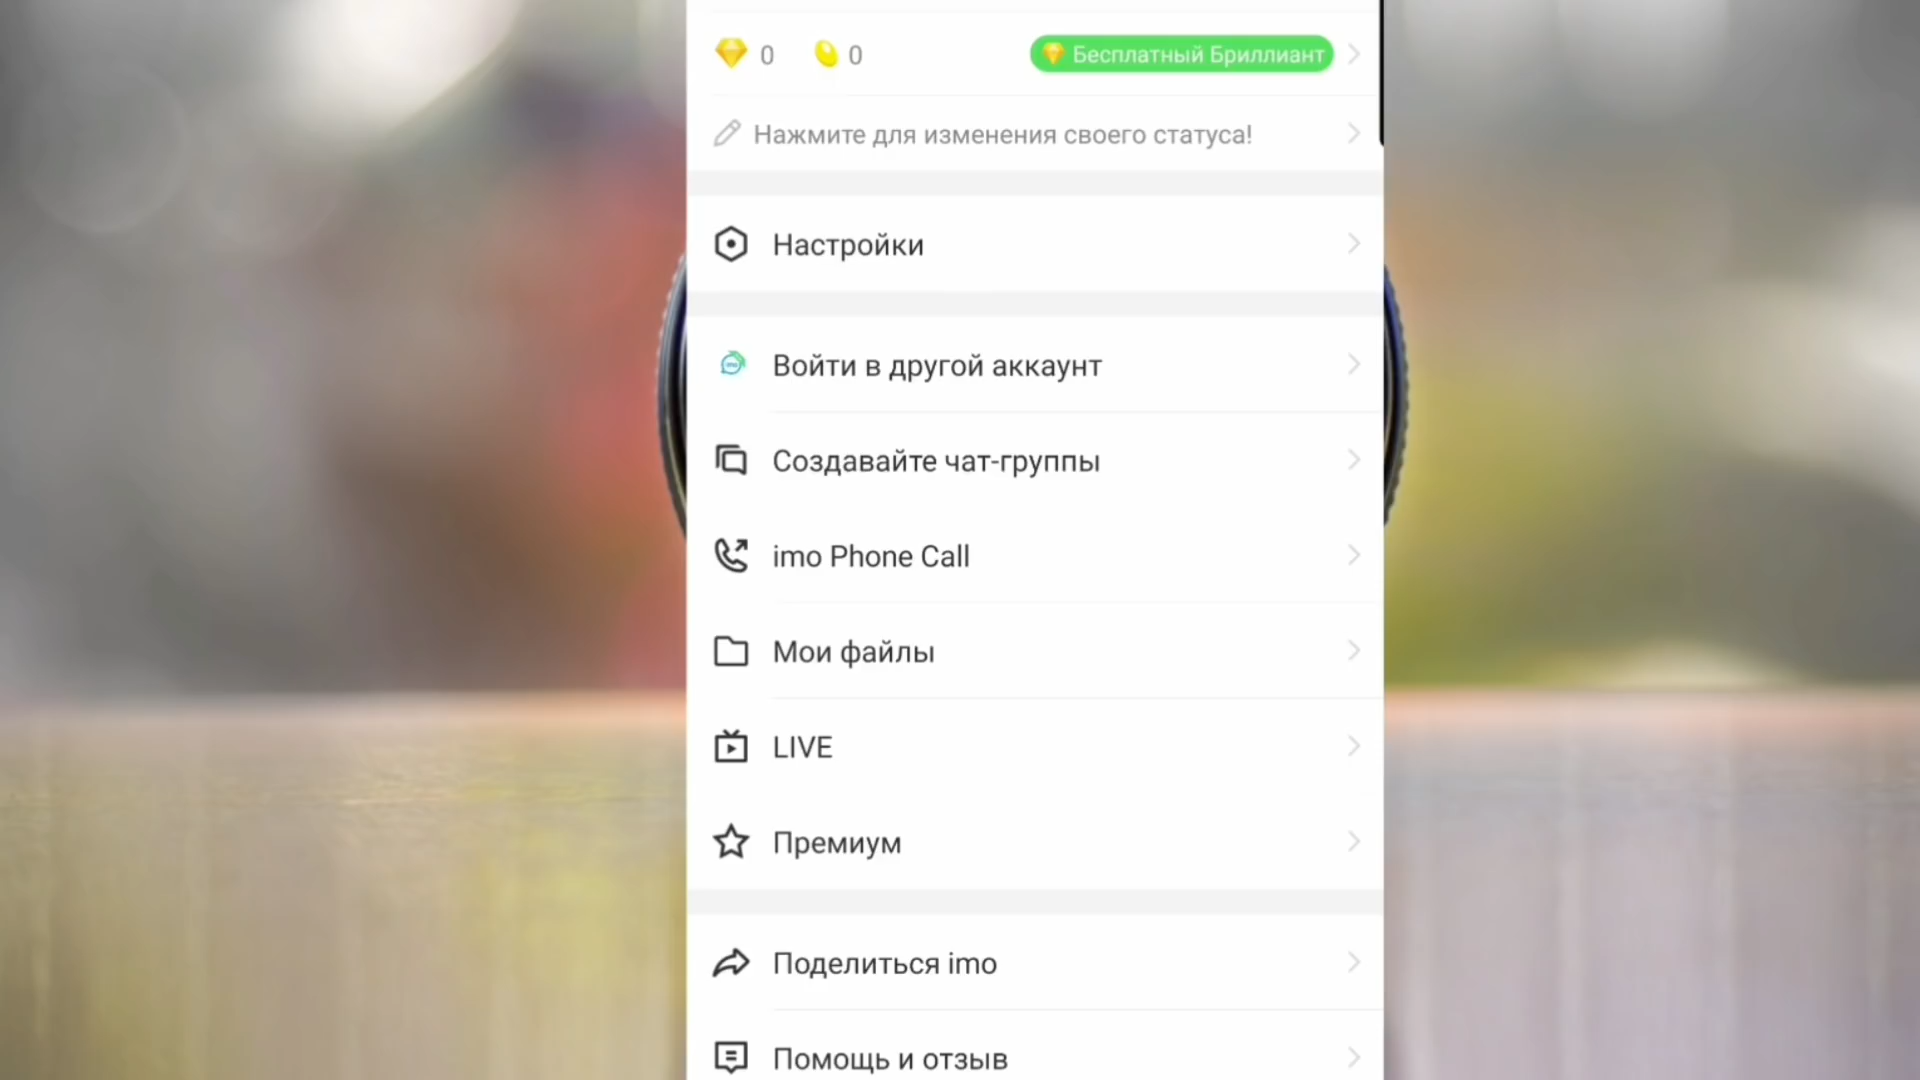 0 0 Бесплатный Бриллиант
Нажмите для изменения своего статуса!
Настройки
Войти в другой аккаунт
Создавайте чат-группы
imo Phone Call
Мои файлы
LIVE
Премиум
Поделиться imo
Помощь и отзыв